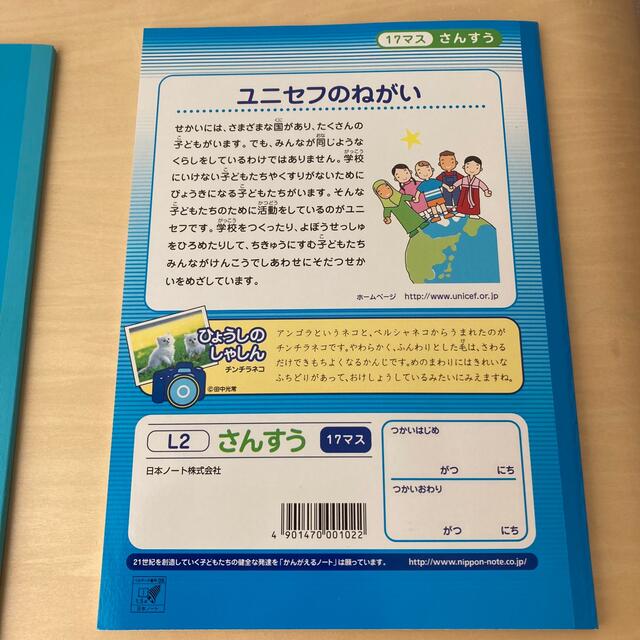 17マス さんすう
ユニセフのねがい
せかいには、さまざまな国があり、たくさんの
子どもがいます。でも、みんなが同じような
くらしをしているわけではありません。学校
にいけない子どもたちやくすりがないために
びょうきになる子どもたちがいます。そんな
子どもたちのために活動をしているのがユニ
セフです。学校をつくったり、よぼうせっしゅ
をひろめたりして、ちきゅうにすむ子どもたち
みんながけんこうでしあわせにそだつせか
いをめざしています。
ホームページ http://www.unicef.or.jp
ひょうしの
しゃしん
チンチラネコ
©田中光常
アンゴラというネコと、ペルシャネコからうまれたのが
チンチラネコです。やわらかく、ふんわりとした毛は、さわる
だけできもちよくなるかんじです。めのまわりにはきれいな
ふちどりがあって、おけしょうしているみたいにみえますね。
L2 さんすう 17マス
日本ノート株式会社
4 901470 001022
つかいはじめ
がつ にち
つかいおわり
がつ にち
21世紀を創造していく子どもたちの健全な発達を「かんがえるノート」は願っています。 http://www.nippon-note.co.jp/
日本ノート